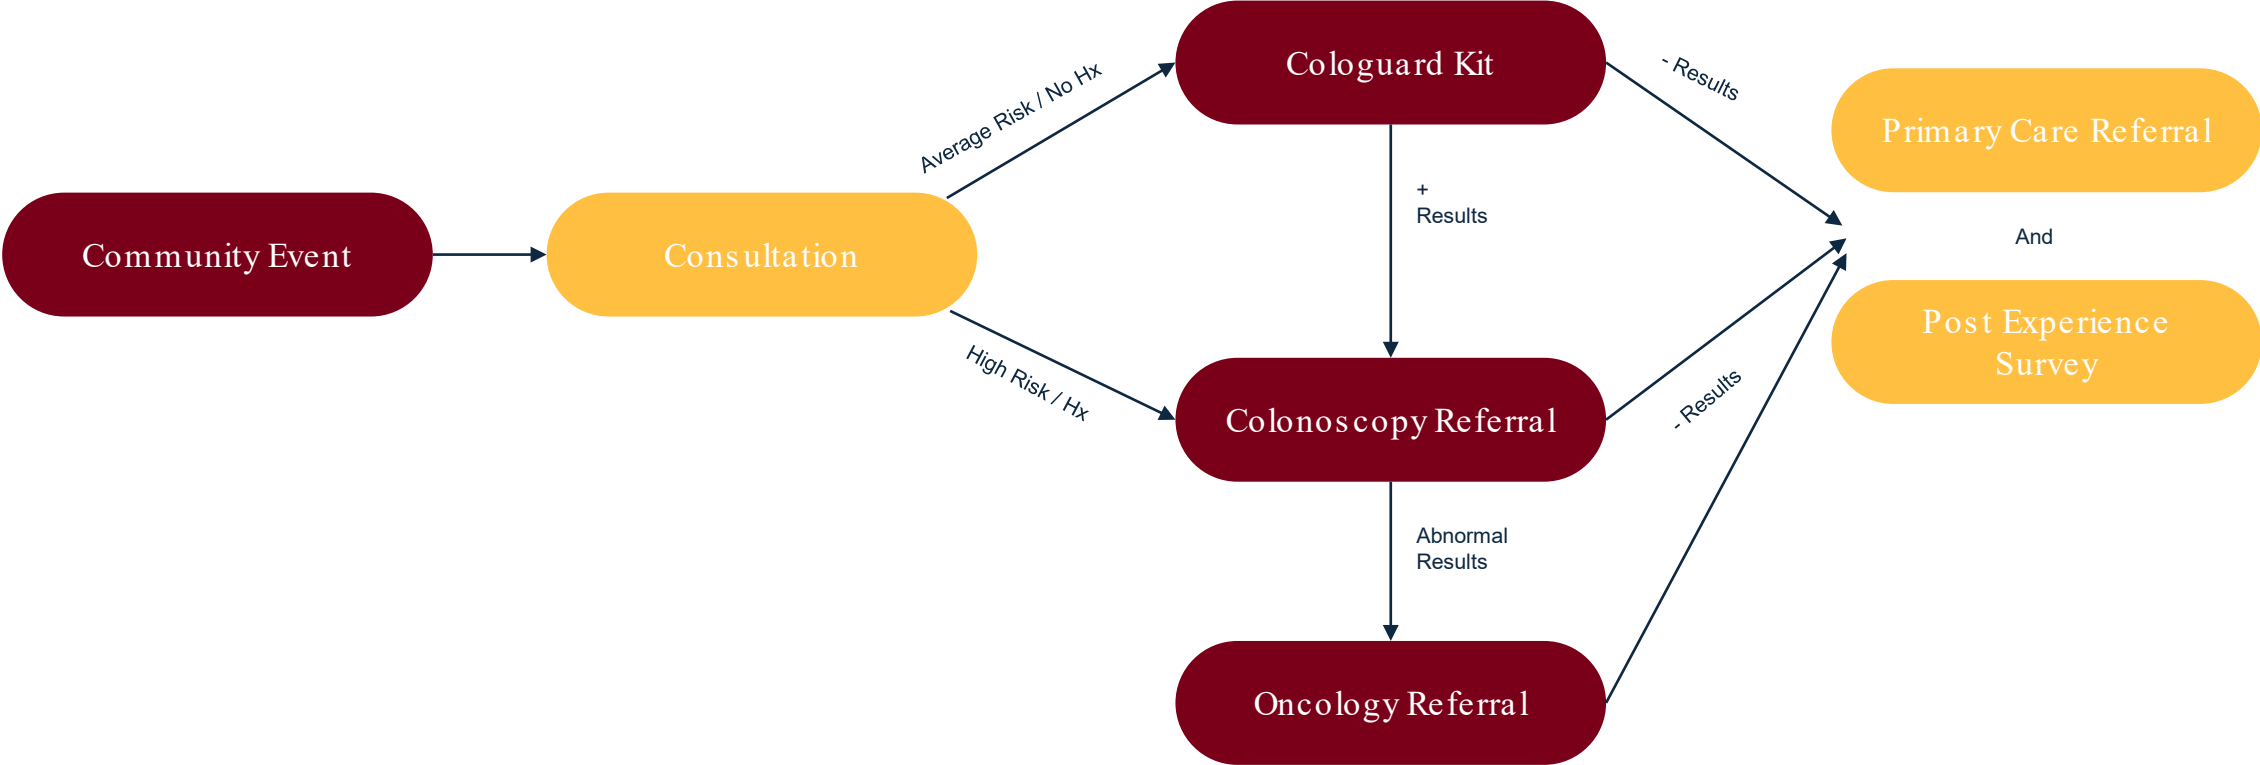 Community Event
Consultation
Average Risk / No Hx
High Risk / Hx
Cologuard Kit
+
Results
Colonoscopy Referral
Abnormal
Results
Oncology Referral
- Results
- Results
Primary Care Referral
And
Post Experience
Survey